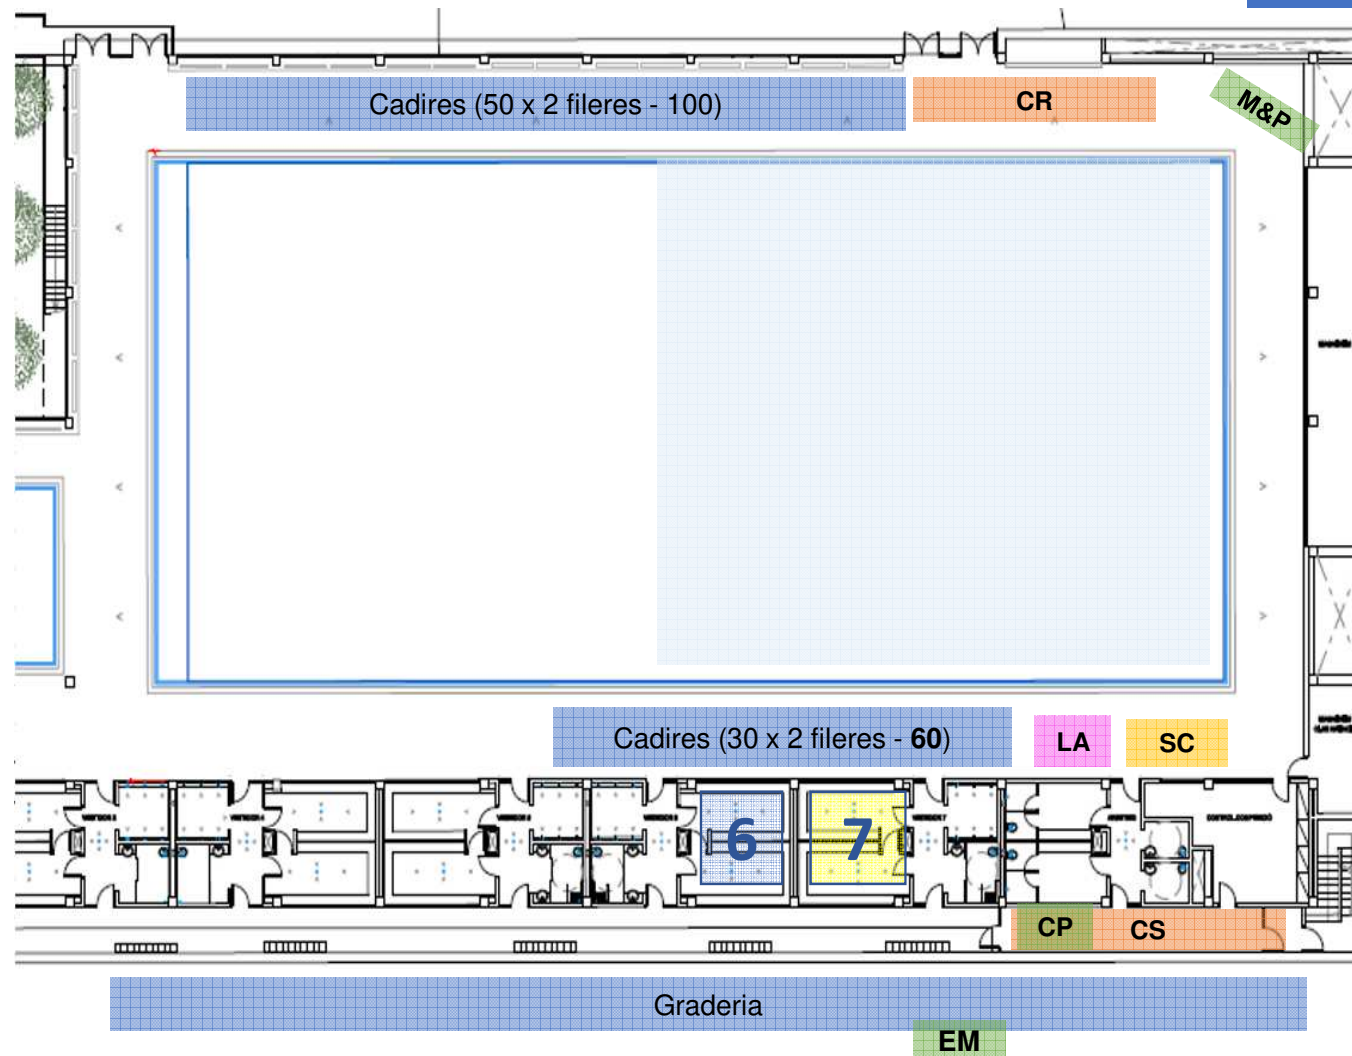 Cadires (50 x 2 fileres - 100)
CR
M&P
Cadires (30 x 2 fileres - 60)
LA
SC
6
7
CP
CS
Graderia
EM